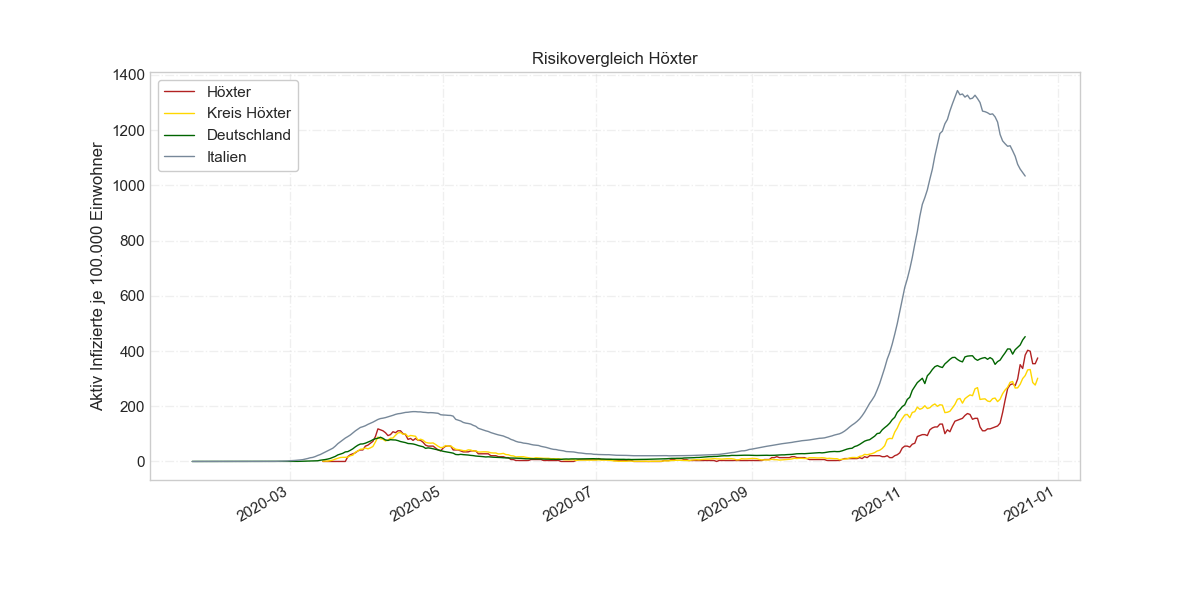 Risikovergleich Höxter
Aktiv Infizierte je 100.000 Einwohner
1400
1200
1000
800
600
400
200
0
Höxter
Kreis Höxter
Deutschland
Italien
2020-03
2020-05
2020-07
2020-09
2020-11
2021-01